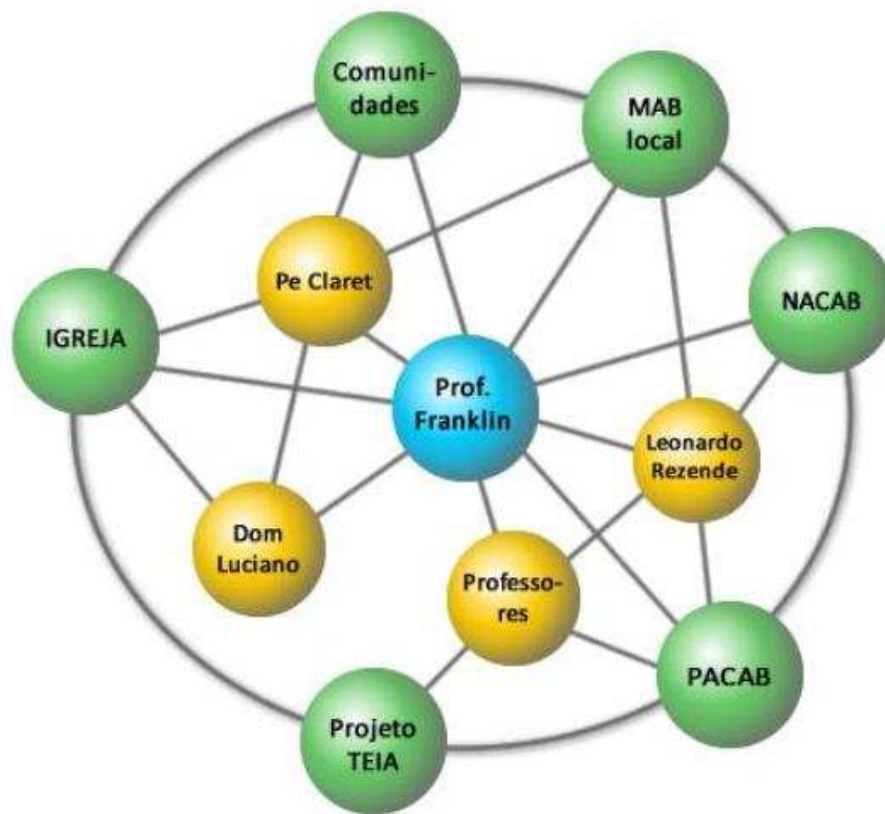 Comuni-
dades
MAB
local
Pe Claret
NACAB
IGREJA
Prof.
Franklin
Leonardo
Rezende
Dom
Luciano
Professo-
res
PACAB
Projeto
TEIA